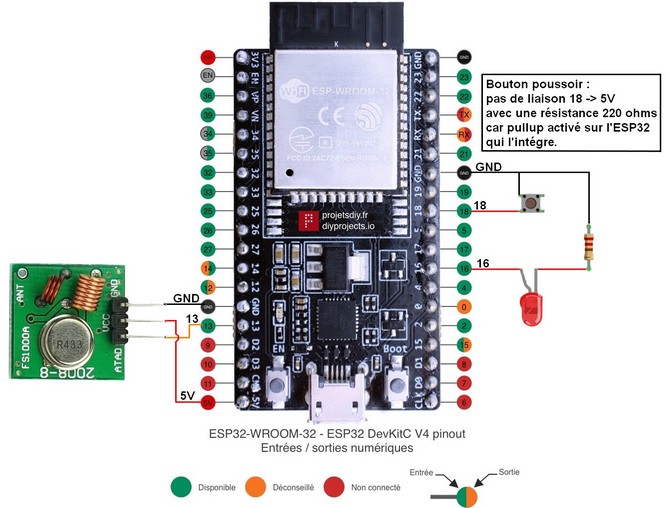 K
WiFi ESP-WROOM-32
FCC ID:2AC7Z-ESPWROOM32
projetsdiy.fr
diyprojects.io
Bouton poussoir :
pas de liaison 18 -> 5V
avec une résistance 220 ohms
car pullup activé sur l'ESP32
qui l'intégre.
EN
36
39
34
35
32
33
25
26
27
14
12
13
9
10
11
5V
3V3
EN
VP
VN
34
35
32
33
25
26
27
14
12
GND
13
D2
D3
5V
GND
23
22
TX
RX
21
GND
19
18
5
17
16
4
0
2
15
D1
D0
CLK
GND
23
22
TX
RX
21
GND
19
18
5
17
16
4
0
2
15
8
7
6
EN
Boot
GND
18
16
GND
13
5V
ANT
FS1000A
R433
2008-8
GND
VCC
ATAD
ESP32-WROOM-32 - ESP32 DevKitC V4 pinout
Entrées / sorties numériques
Disponible
Déconseillé
Non connecté
Entrée
Sortie